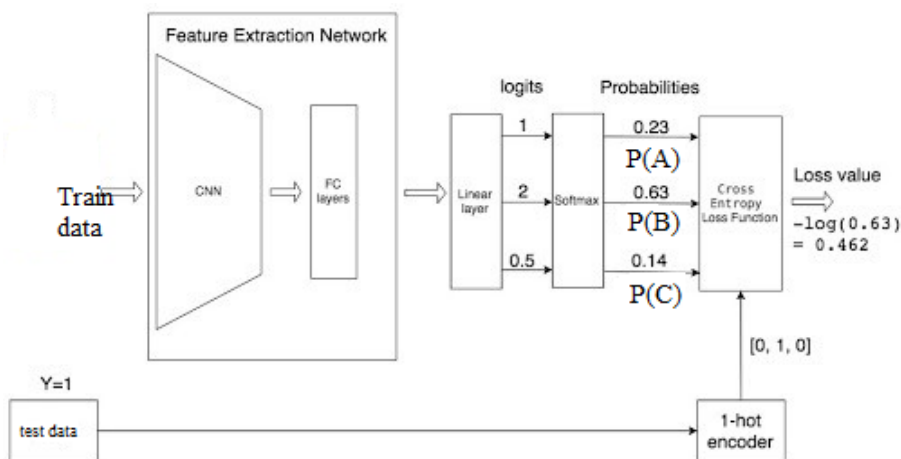 Feature Extraction Network
logits
Probabilities
Train
data
CNN
FC
layers
Linear
layer
1
2
0.5
Softmax
0.23
P(A)
0.63
P(B)
0.14
P(C)
Cross
Entropy
Loss Function
Loss value
-log(0.63)
= 0.462
[0, 1, 0]
Y=1
test data
1-hot
encoder